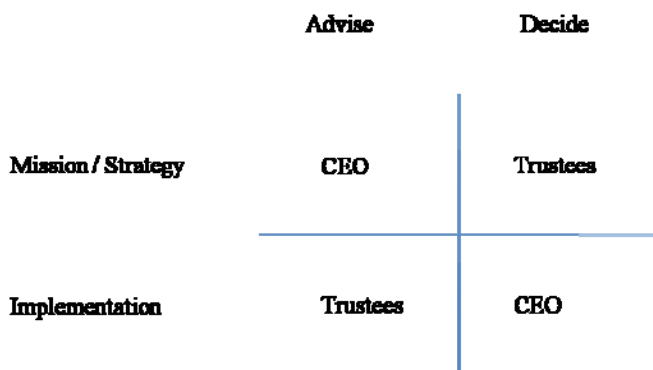 Advise Decide
Mission / Strategy CEO Trustees
Implementation Trustees CEO